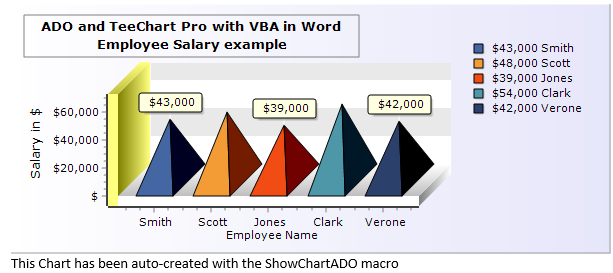 ADO and TeeChart Pro with VBA in Word
Employee Salary example
$43,000 Smith
$48,000 Scott
$39,000 Jones
$54,000 Clark
$42,000 Verone
Salary in $
$60,000
$40,000
$20,000
$
$43,000
$39,000
$42,000
Smith Scott Jones Clark Verone
Employee Name
This Chart has been auto-created with the ShowChartADO macro